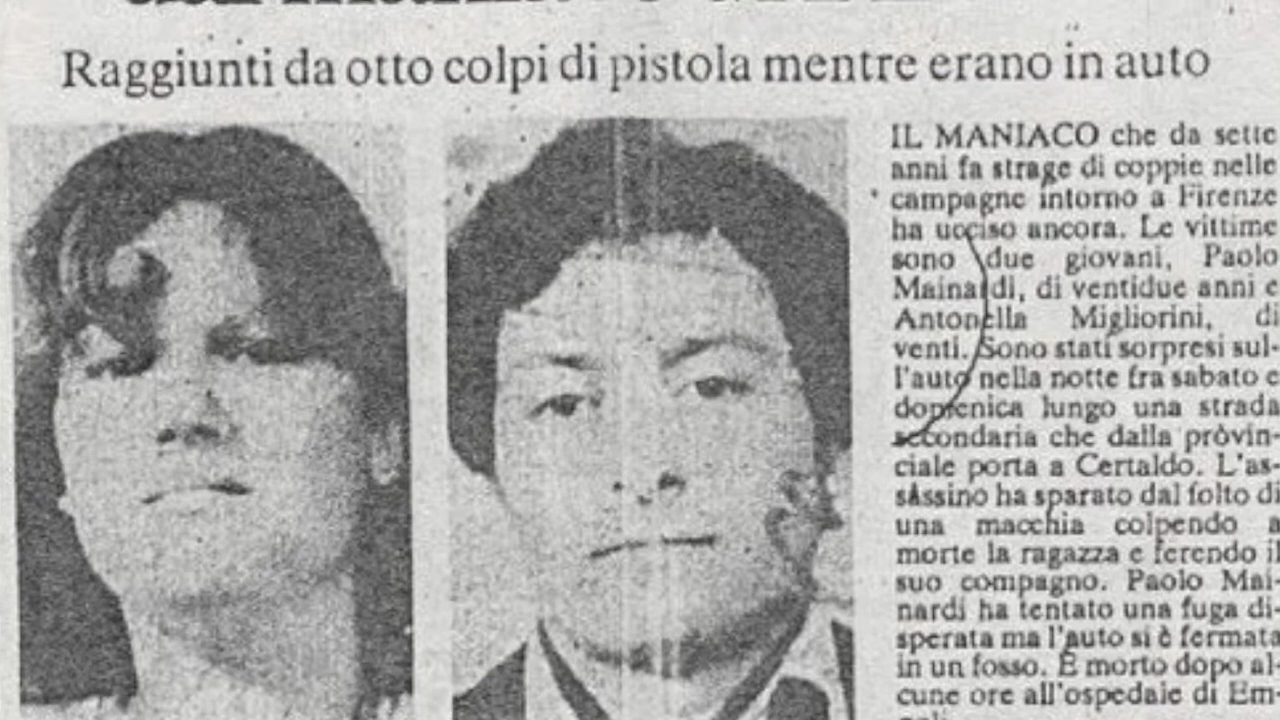 Raggiunti da otto colpi di pistola mentre erano in auto
IL MANIACO che da sette
anni fa strage di coppie nelle
campagne intorno a Firenze
ha ucciso ancora. Le vittime
sono due giovani, Paolo
Mainardi, di ventidue anni e
Antonella Migliorini, di
venti. Sono stati sorpresi sul-
l'auto nella notte fra sabato e
domenica lungo una strada
secondaria che dalla provin-
ciale porta a Certaldo. L'as-
sassino ha sparato dal folto di
una macchia colpendo a
morte la ragazza e ferendo il
suo compagno. Paolo Mai-
nardi ha tentato una fuga di-
sperata ma l'auto si è fermata
in un fosso. È morto dopo al-
cune ore all'ospedale di Em-